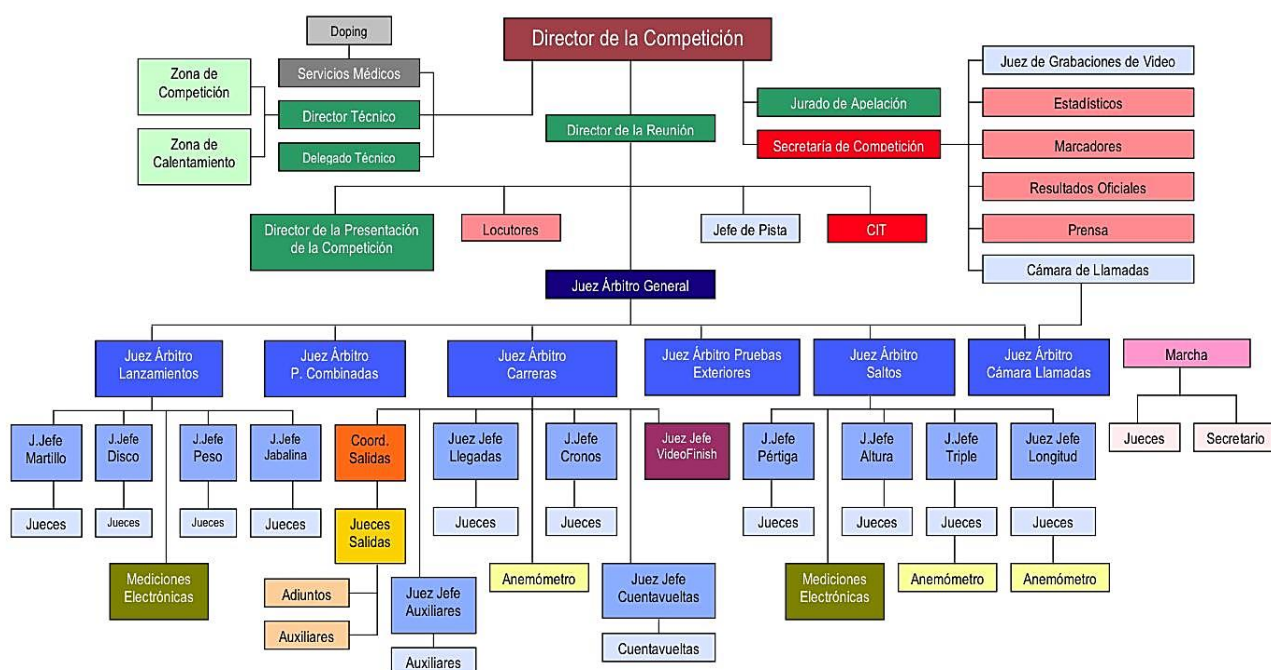 Doping
Director de la Competición
Zona de
Competición
Servicios Médicos
Juez de Grabaciones de Video
Director Técnico
Jurado de Apelación
Estadísticos
Director de la Reunión
Zona de
Calentamiento
Delegado Técnico
Secretaría de Competición
Marcadores
Resultados Oficiales
Director de la Presentación
de la Competición
Locutores
Jefe de Pista
CIT
Prensa
Cámara de Llamadas
Juez Árbitro General
Juez Árbitro
Lanzamientos
Juez Árbitro
P. Combinadas
Juez Árbitro
Carreras
Juez Árbitro Pruebas
Exteriores
Juez Árbitro
Saltos
Juez Árbitro
Cámara Llamadas
Marcha
Jueces
Secretario
J.Jefe
Martillo
J.Jefe
Disco
J.Jefe
Peso
J.Jefe
Jabalina
Coord.
Salidas
Juez Jefe
Llegadas
J.Jefe
Cronos
Juez Jefe
VideoFinish
J.Jefe
Pértiga
J.Jefe
Altura
J.Jefe
Triple
Juez Jefe
Longitud
Jueces
Jueces
Jueces
Jueces
Jueces
Salidas
Jueces
Jueces
Jueces
Jueces
Jueces
Jueces
Mediciones
Electrónicas
Adiuntos
Auxiliares
Juez Jefe
Auxiliares
Auxiliares
Anemómetro
Juez Jefe
Cuentavueltas
Cuentavueltas
Mediciones
Electrónicas
Anemómetro
Anemómetro